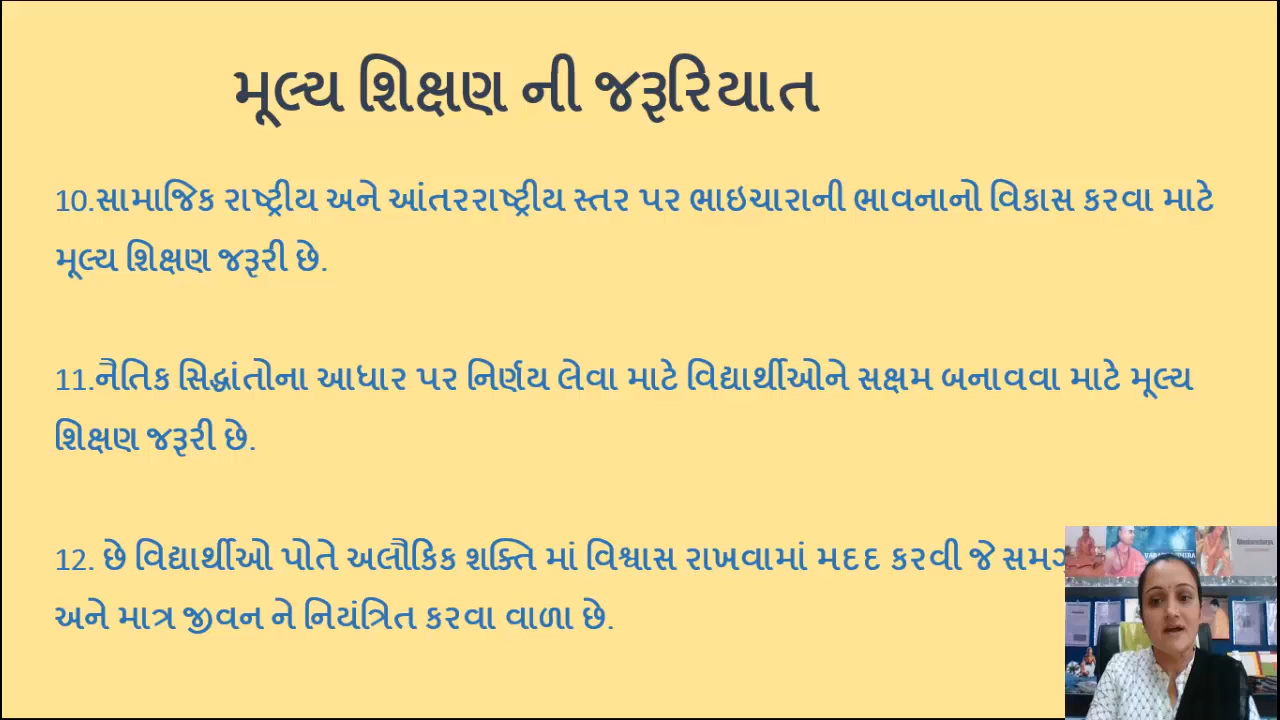 મૂલ્ય શિક્ષણ ની જરૂરિયાત
10.સામાજિક રાષ્ટ્રીય અને આંતરરાષ્ટ્રીય સ્તર પર ભાઇચારાની ભાવનાનો વિકાસ કરવા માટે
મૂલ્ય શિક્ષણ જરૂરી છે.
11.નૈતિક સિદ્ધાંતોના આધાર પર નિર્ણય લેવા માટે વિદ્યાર્થીઓને સક્ષમ બનાવવા માટે મૂલ્ય
શિક્ષણ જરૂરી છે.
12. છે વિદ્યાર્થીઓ પોતે અલૌકિક શક્તિ માં વિશ્વાસ રાખવામાં મદદ કરવી જે
અને માત્ર જીવન ને નિયંત્રિત કરવા વાળા છે.